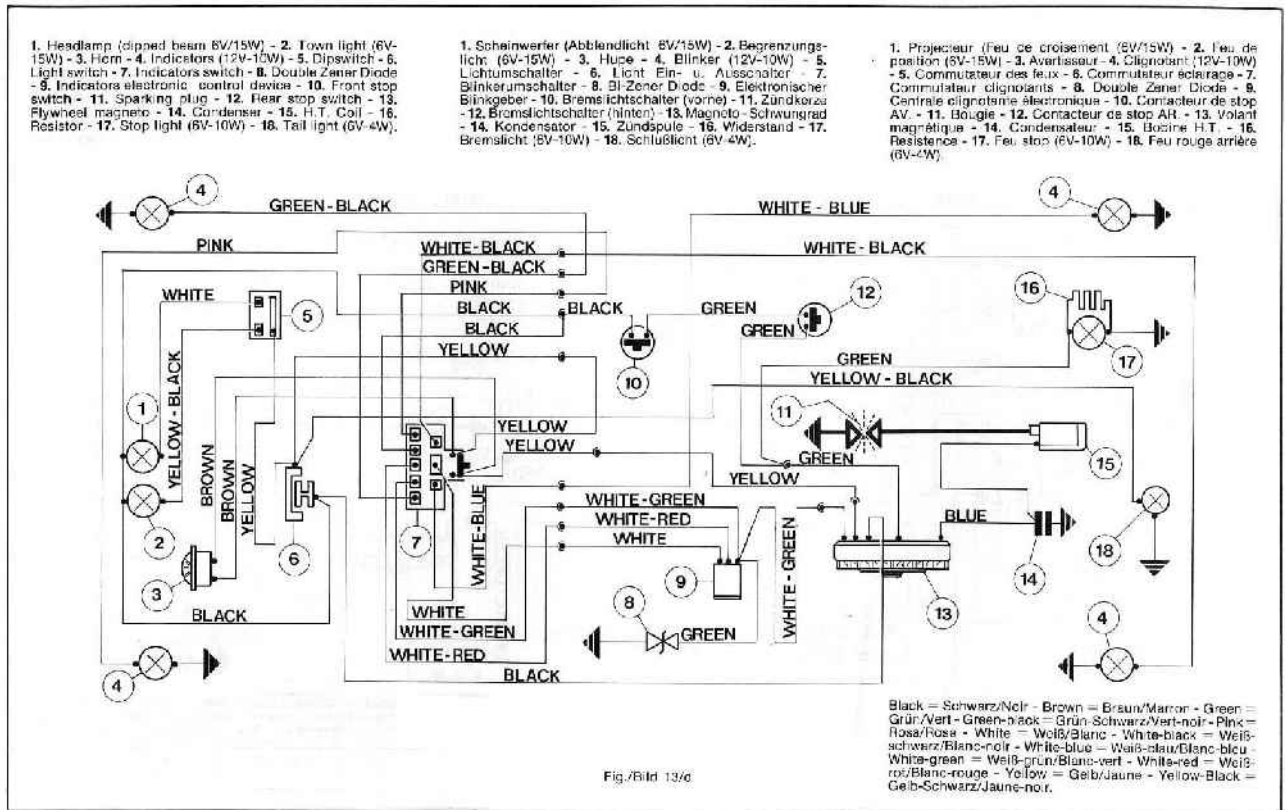 1. Headlamp (dipped beam 6V/15W) - 2. Town light (6V-
15W) - 3. Horn - 4. Indicators (12V-10W) - 5. Dipswitch - 6.
Light switch - 7. Indicators switch - 8. Double Zener Diode
- 9. Indicators electronic control device - 10. Front stop
switch - 11. Sparking plug - 12. Rear stop switch - 13.
Flywheel magneto - 14. Condenser - 15. H.T. Coil - 16.
Resistor - 17. Stop light (6V-10W) - 18. Tail light (6V-4W).
1. Scheinwerfer (Abblendlicht 6V/15W) - 2. Begrenzungs-
licht (6V-15W) - 3. Hupe - 4. Blinker (12V-10W) - 5.
Lichtumschalter - 6. Licht Ein- u. Ausschalter - 7.
Blinkerumschalter - 8. Bi-Zener Diode - 9. Elektronischer
Blinkgeber - 10. Bremslichtschalter (vorne) - 11. Zündkerze
- 12. Bremslichtschalter (hinten) - 13. Magneto-Schwungrad
- 14. Kondensator - 15. Zündspule - 16. Widerstand - 17.
Bremslicht (6V-10W) - 18. Schlußlicht (6V-4W).
1. Projecteur (Feu de croisement (6V/15W) - 2. Feu de
position (6V-15W) - 3. Avertisseur - 4. Clignotant (12V-10W)
- 5. Commutateur des feux - 6. Commutateur éclairage - 7.
Commutateur clignotants - 8. Double Zener Diode - 9.
Centrale clignotante électronique - 10. Contacteur de stop
AV. - 11. Bougie - 12. Contacteur de stop AR. - 13. Volant
magnétique - 14. Condensateur - 15. Bobine H.T. - 16.
Resistence - 17. Feu stop (6V-10W) - 18. Feu rouge arrière
(6V-4W).
4
GREEN-BLACK
WHITE - BLUE
4
PINK
WHITE-BLACK
WHITE-BLACK
GREEN-BLACK
PINK
WHITE
5
BLACK
BLACK
GREEN
12
16
BLACK
GREEN
YELLOW
10
GREEN
17
YELLOW - BLACK
1
YELLOW - BLACK
11
BROWN
BROWN
YELLOW
YELLOW
YELLOW
GREEN
15
YELLOW
2
6
7
WHITE-BLUE
WHITE-GREEN
WHITE-RED
WHITE
BLUE
18
3
9
WHITE - GREEN
14
13
8
BLACK
WHITE
GREEN
WHITE-GREEN
4
WHITE-RED
4
BLACK
Black = Schwarz/Noir - Brown = Braun/Marron - Green =
Grün/Vert - Green-black = Grün-Schwarz/Vert-noir - Pink =
Rosa/Rose - White = Weiß/Blanc - White-black = Weiß-
schwarz/Blanc-noir - White-blue = Weiß-blau/Blanc-bleu -
White-green = Weiß-grün/Blanc-vert - White-red = Weiß-
rot/Blanc-rouge - Yellow = Gelb/Jaune - Yellow-Black =
Gelb-Schwarz/Jaune-noir.
Fig./Bild 13/d